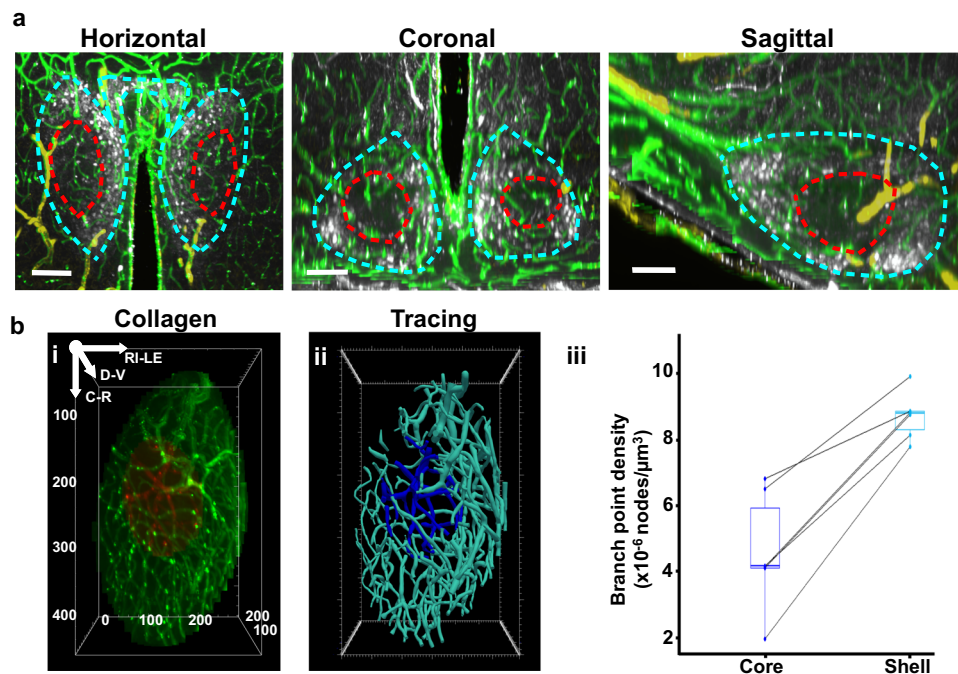 a
Horizontal Coronal Sagittal
b
Collagen Tracing
i ii iii
RI-LE
D-V
C-R
100
200
300
400
0 100 200 200
100
Branch point density
(x10⁻⁶ nodes/µm³)
10
8
6
4
2
Core Shell